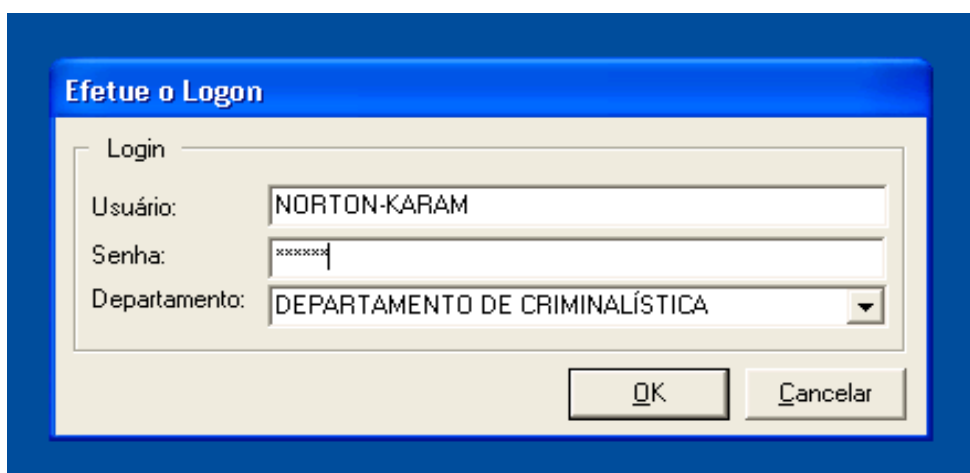 Efetue o Logon
Login
Usuário: NORTON-KARAM
Senha: ******
Departamento: DEPARTAMENTO DE CRIMINALÍSTICA
OK Cancelar